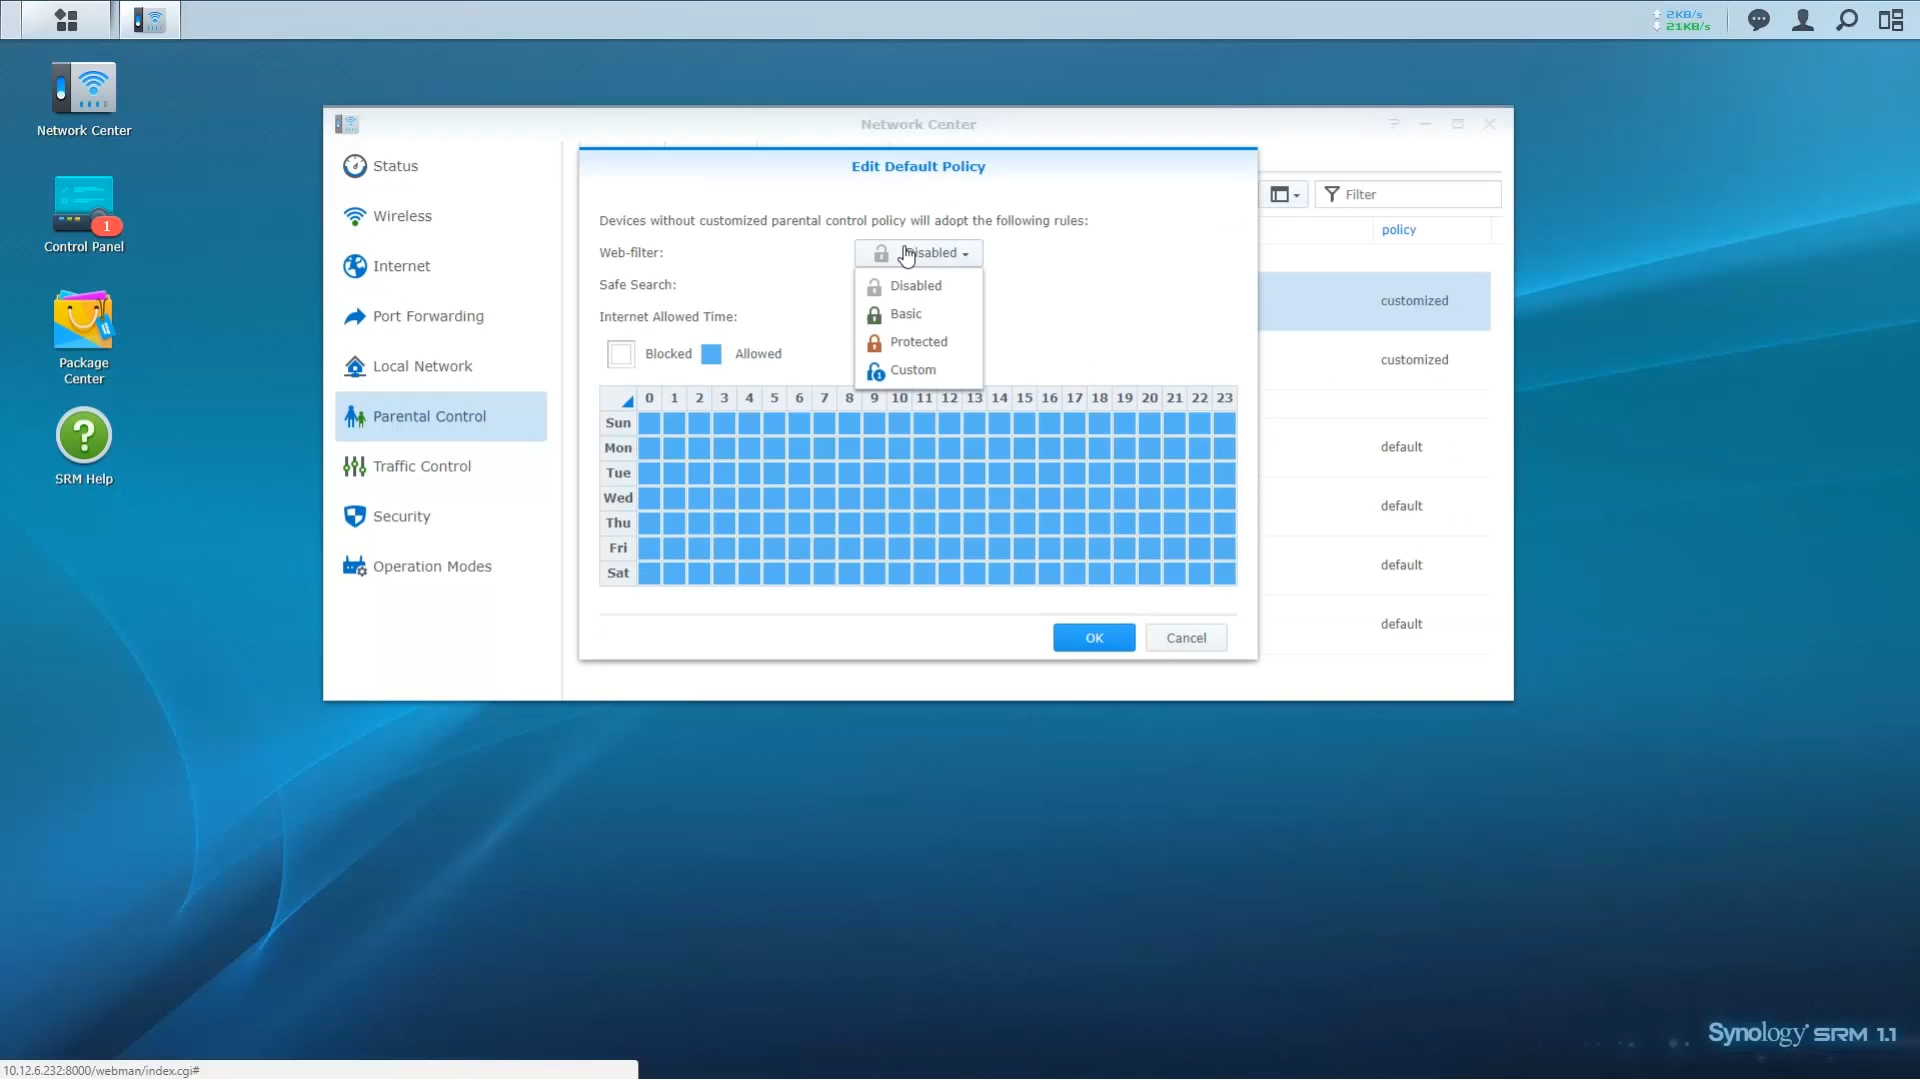 2KB/s
21KB/s
Network Center
Control Panel
1
Package
Center
SRM Help
Network Center
Status
Wireless
Internet
Port Forwarding
Local Network
Parental Control
Traffic Control
Security
Operation Modes
Filter
policy
customized
customized
default
default
default
default
Edit Default Policy
Devices without customized parental control policy will adopt the following rules:
Web-filter:
Disabled
Safe Search:
Internet Allowed Time:
Disabled
Basic
Protected
Custom
Blocked Allowed
0 1 2 3 4 5 6 7 8 9 10 11 12 13 14 15 16 17 18 19 20 21 22 23
Sun
Mon
Tue
Wed
Thu
Fri
Sat
OK Cancel
Synology SRM 1.1
10.12.6.232:8000/webman/index.cgi#